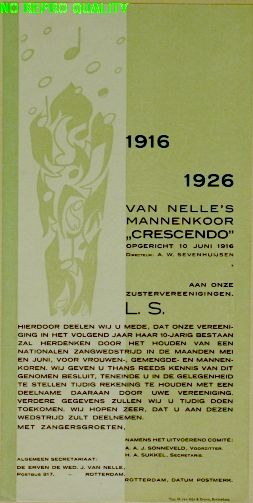 NO REPRO QUALITY
1916
1926
VAN NELLE'S
MANNENKOOR
„CRESCENDO"
OPGERICHT 10 JUNI 1916
DIRECTEUR: A. W. SEVENHUIJSEN
AAN ONZE
ZUSTERVEREENIGINGEN.
L. S.
HIERDOOR DEELEN WIJ U MEDE, DAT ONZE VEREENI-
GING IN HET VOLGEND JAAR HAAR 10-JARIG BESTAAN
ZAL HERDENKEN DOOR HET HOUDEN VAN EEN
NATIONALEN ZANGWEDSTRIJD IN DE MAANDEN MEI
EN JUNI, VOOR VROUWEN-, GEMENGDE- EN MANNEN-
KOREN. WIJ GEVEN U THANS REEDS KENNIS VAN DIT
GENOMEN BESLUIT, TENEINDE U IN DE GELEGENHEID
TE STELLEN TIJDIG REKENING TE HOUDEN MET EEN
DEELNAME DAARAAN DOOR UWE VEREENIGING.
VERDERE GEGEVENS ZULLEN WIJ U TIJDIG DOEN
TOEKOMEN. WIJ HOPEN ZEER, DAT U AAN DEZEN
WEDSTRIJD ZULT DEELNEMEN.
MET ZANGERSGROETEN,
NAMENS HET UITVOEREND COMITÉ:
A. A. J. SONNEVELD, VOORZITTER.
H. A. SUKKEL, SECRETARIS.
ALGEMEEN SECRETARIAAT:
DE ERVEN DE WED. J. VAN NELLE,
POSTBUS 217. - ROTTERDAM.
ROTTERDAM, DATUM POSTMERK.